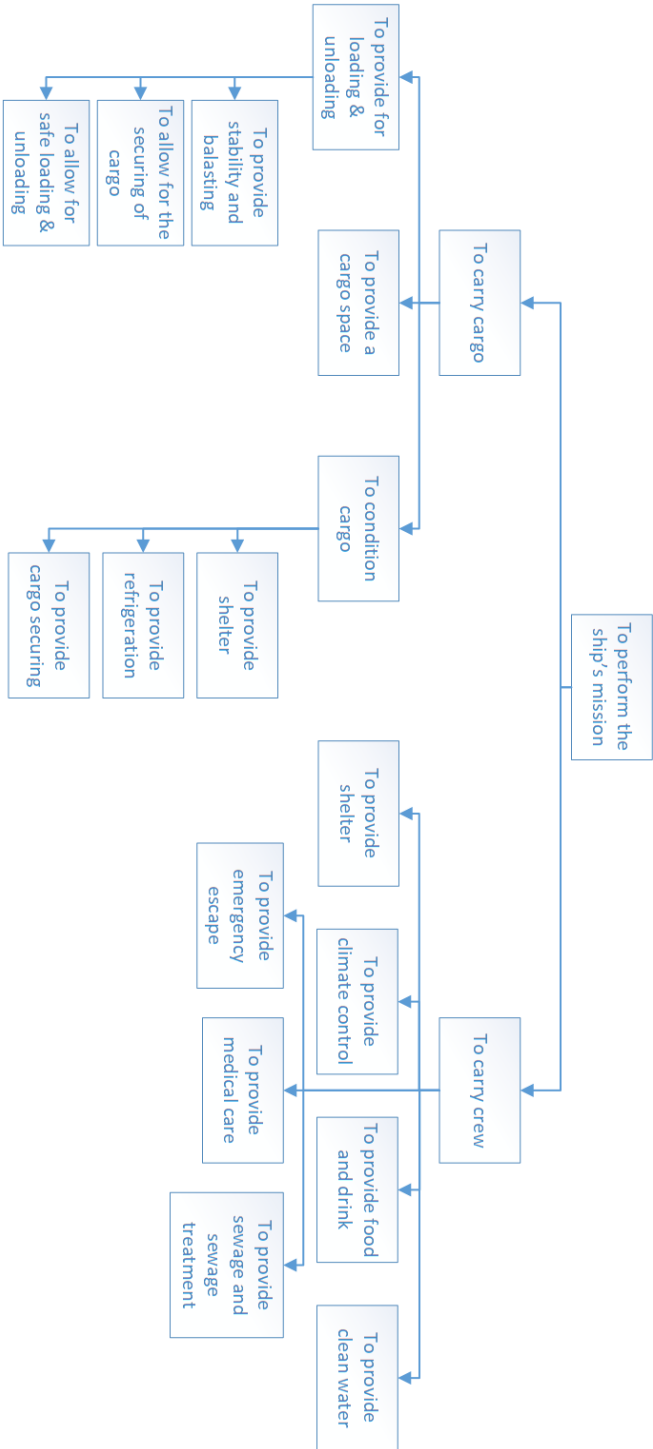 To perform the
ship's mission
To carry cargo
To carry crew
To provide for
loading &
unloading
To provide a
cargo space
To condition
cargo
To provide
shelter
To provide
climate control
To provide food
and drink
To provide
clean water
To provide
stability and
balasting
To allow for the
securing of
cargo
To allow for
safe loading &
unloading
To provide
shelter
To provide
refrigeration
To provide
cargo securing
To provide
emergency
escape
To provide
medical care
To provide
sewage and
sewage
treatment